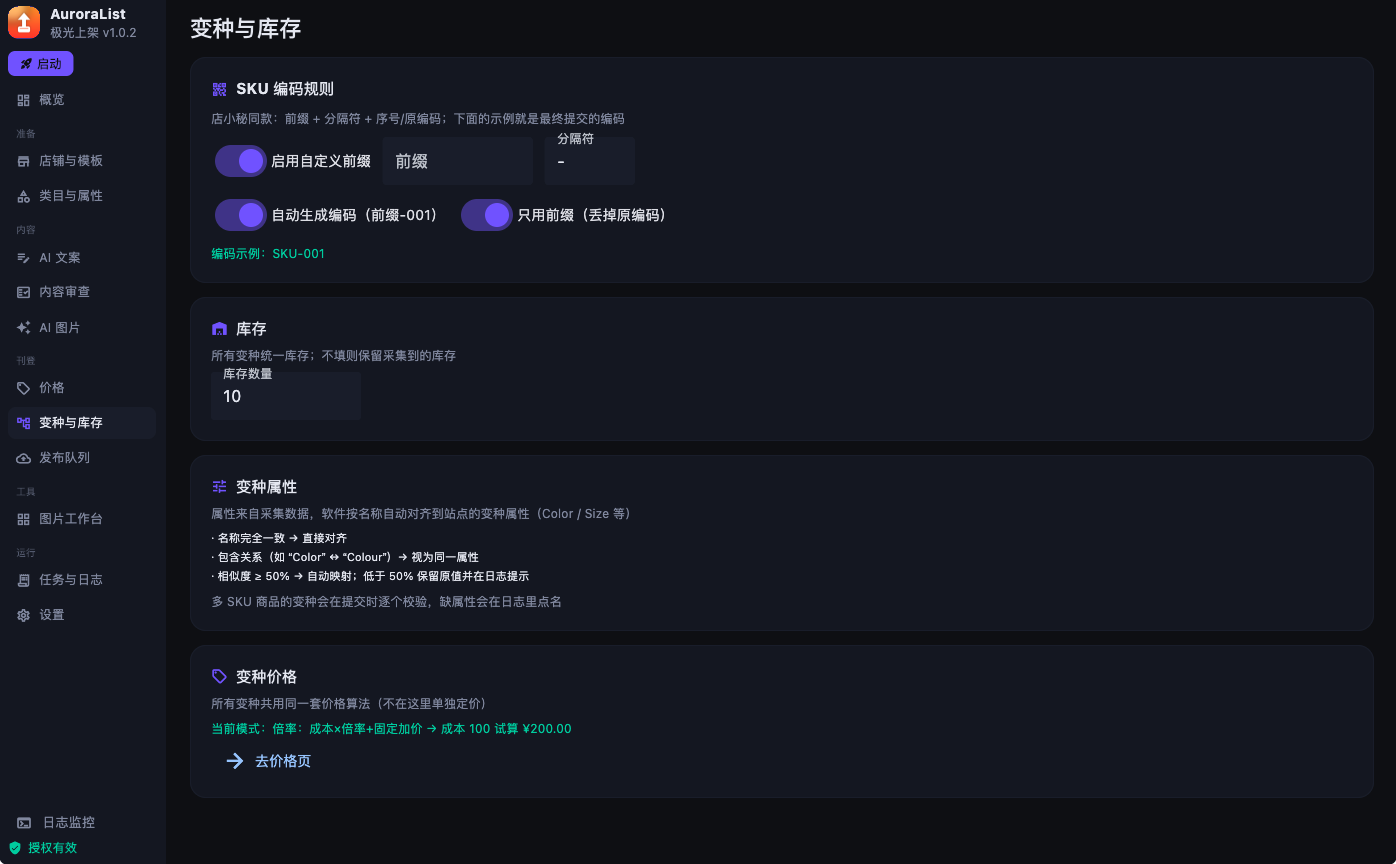 AuroraList
极光上架 v1.0.2
启动
概览
准备
店铺与模板
类目与属性
内容
AI 文案
内容审查
AI 图片
刊登
价格
变种与库存
发布队列
工具
图片工作台
运行
任务与日志
设置
日志监控
授权有效
变种与库存
SKU 编码规则
店小秘同款：前缀 + 分隔符 + 序号/原编码；下面的示例就是最终提交的编码
启用自定义前缀
前缀
分隔符
-
自动生成编码（前缀-001）
只用前缀（丢掉原编码）
编码示例：SKU-001
库存
所有变种统一库存；不填则保留采集到的库存
库存数量
10
变种属性
属性来自采集数据，软件按名称自动对齐到站点的变种属性（Color / Size 等）
· 名称完全一致 → 直接对齐
· 包含关系（如 “Color” ↔ “Colour”）→ 视为同一属性
· 相似度 ≥ 50% → 自动映射；低于 50% 保留原值并在日志提示
多 SKU 商品的变种会在提交时逐个校验，缺属性会在日志里点名
变种价格
所有变种共用同一套价格算法（不在这里单独定价）
当前模式：倍率：成本×倍率+固定加价 → 成本 100 试算 ¥200.00
去价格页